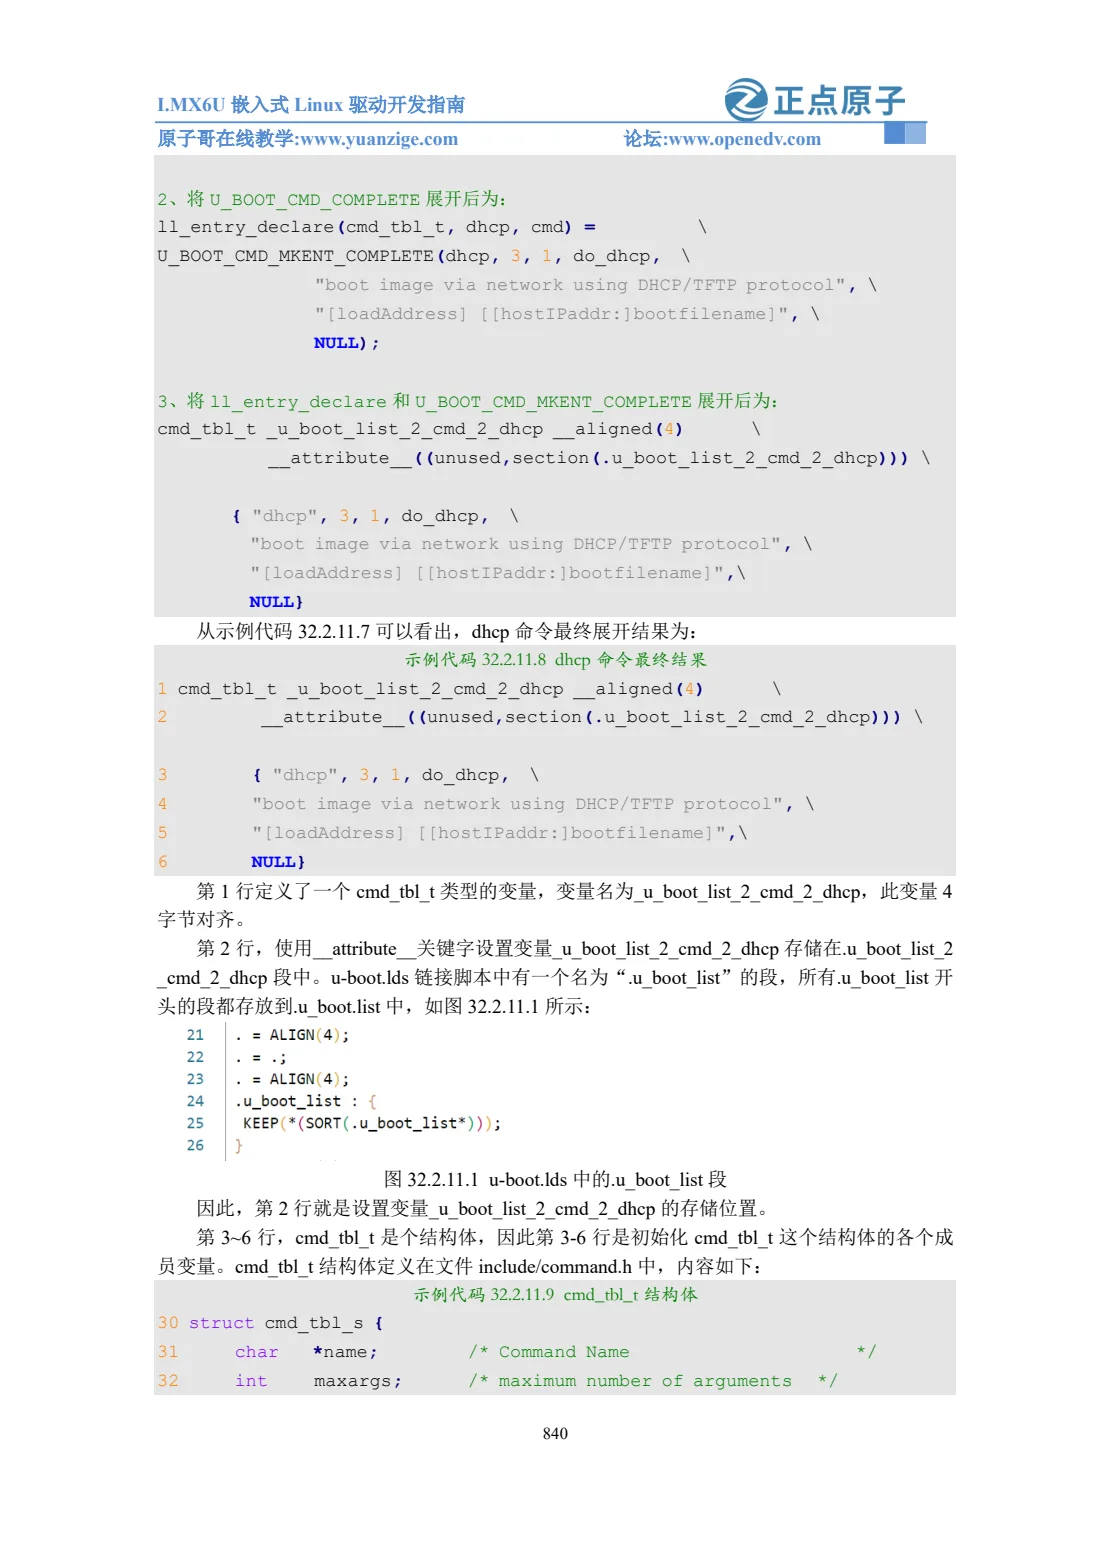 I.MX6U 嵌入式 Linux 驱动开发指南
正点原子
原子哥在线教学:www.yuanzige.com 论坛:www.openedv.com
2、将 U_BOOT_CMD_COMPLETE 展开后为：
ll_entry_declare(cmd_tbl_t, dhcp, cmd) = \
U_BOOT_CMD_MKENT_COMPLETE(dhcp, 3, 1, do_dhcp, \
"boot image via network using DHCP/TFTP protocol", \
"[loadAddress] [[hostIPaddr:]bootfilename]", \
NULL);
3、将 ll_entry_declare 和 U_BOOT_CMD_MKENT_COMPLETE 展开后为：
cmd_tbl_t _u_boot_list_2_cmd_2_dhcp __aligned(4) \
__attribute__((unused,section(.u_boot_list_2_cmd_2_dhcp))) \
{ "dhcp", 3, 1, do_dhcp, \
"boot image via network using DHCP/TFTP protocol", \
"[loadAddress] [[hostIPaddr:]bootfilename]",\
NULL}
从示例代码 32.2.11.7 可以看出，dhcp 命令最终展开结果为：
示例代码 32.2.11.8 dhcp 命令最终结果
1 cmd_tbl_t _u_boot_list_2_cmd_2_dhcp __aligned(4) \
2 __attribute__((unused,section(.u_boot_list_2_cmd_2_dhcp))) \
3 { "dhcp", 3, 1, do_dhcp, \
4 "boot image via network using DHCP/TFTP protocol", \
5 "[loadAddress] [[hostIPaddr:]bootfilename]",\
6 NULL}
第 1 行定义了一个 cmd_tbl_t 类型的变量，变量名为_u_boot_list_2_cmd_2_dhcp，此变量 4
字节对齐。
第 2 行，使用__attribute__关键字设置变量_u_boot_list_2_cmd_2_dhcp 存储在.u_boot_list_2
_cmd_2_dhcp 段中。u-boot.lds 链接脚本中有一个名为“.u_boot_list”的段，所有.u_boot_list 开
头的段都存放到.u_boot.list 中，如图 32.2.11.1 所示：
21 . = ALIGN(4);
22 . = .;
23 . = ALIGN(4);
24 .u_boot_list : {
25 KEEP(*(SORT(.u_boot_list*)));
26 }
图 32.2.11.1 u-boot.lds 中的.u_boot_list 段
因此，第 2 行就是设置变量_u_boot_list_2_cmd_2_dhcp 的存储位置。
第 3~6 行，cmd_tbl_t 是个结构体，因此第 3-6 行是初始化 cmd_tbl_t 这个结构体的各个成
员变量。cmd_tbl_t 结构体定义在文件 include/command.h 中，内容如下：
示例代码 32.2.11.9 cmd_tbl_t 结构体
30 struct cmd_tbl_s {
31 char *name; /* Command Name */
32 int maxargs; /* maximum number of arguments */
840